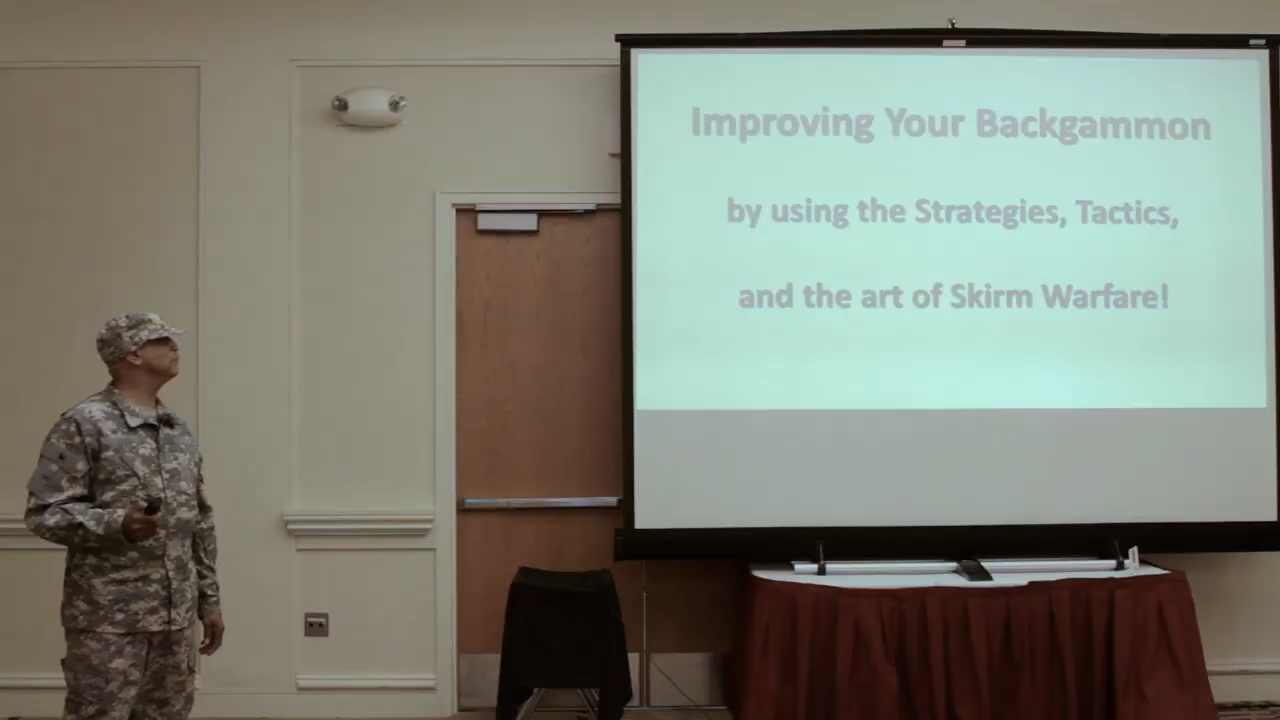 Improving Your Backgammon
by using the Strategies, Tactics,
and the art of Skirm Warfare!